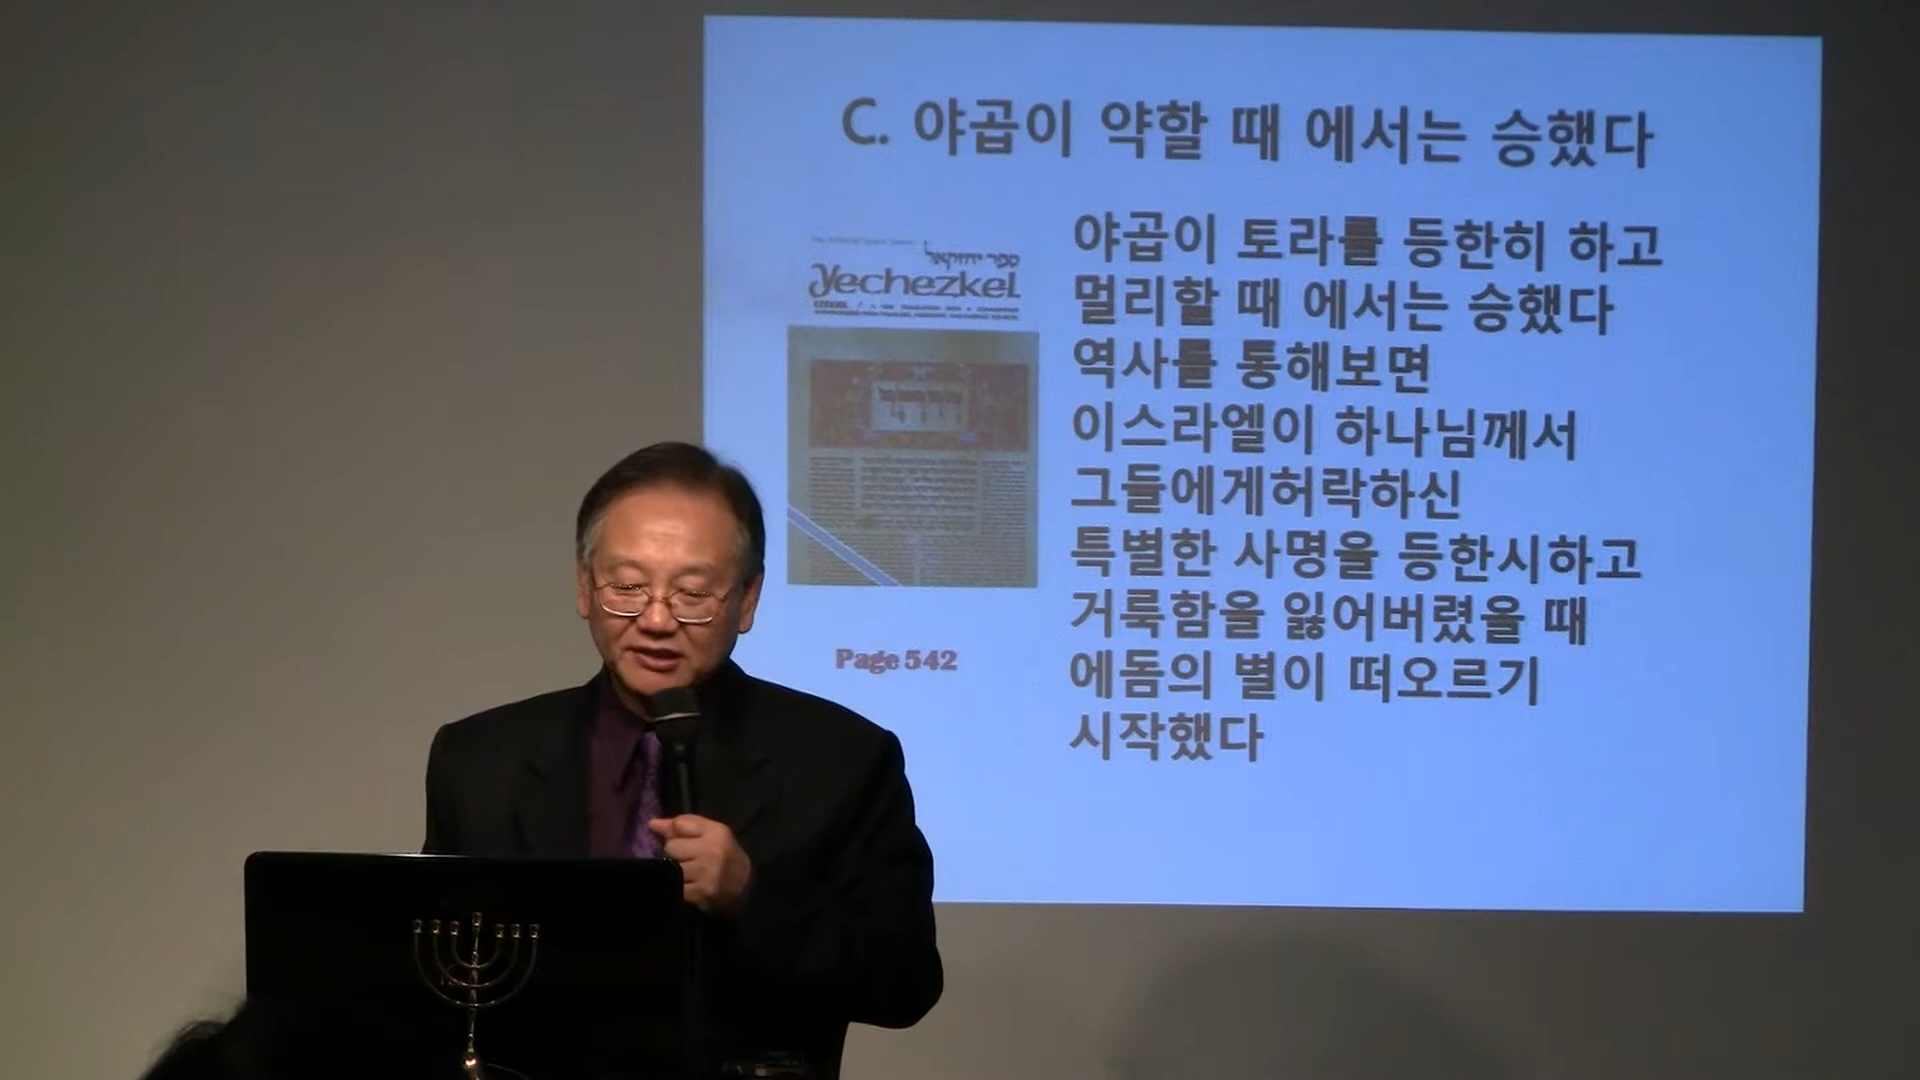 C. 야곱이 약할 때 에서는 승했다
ספר יחזקאל
Yechezkel
야곱이 토라를 등한히 하고
멀리할 때 에서는 승했다
역사를 통해보면
이스라엘이 하나님께서
그들에게허락하신
특별한 사명을 등한시하고
거룩함을 잃어버렸을 때
에돔의 별이 떠오르기
시작했다
Page 542